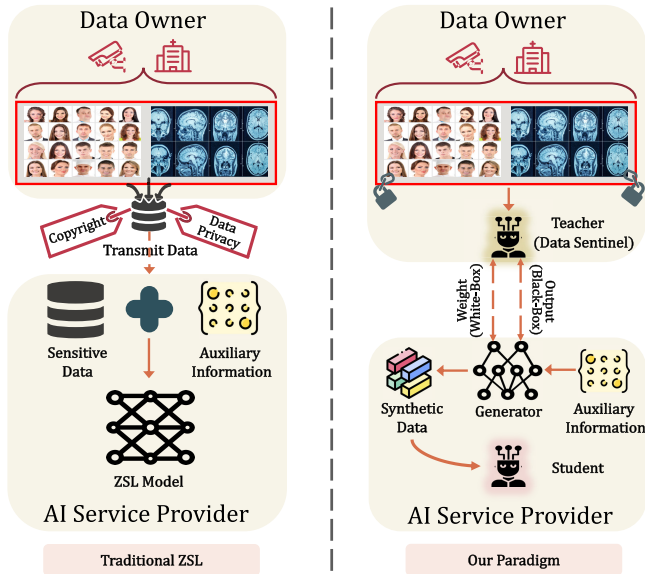 Data Owner
Copyright
Data
Privacy
Transmit Data
Sensitive
Data
Auxiliary
Information
ZSL Model
AI Service Provider
Traditional ZSL
Data Owner
Teacher
(Data Sentinel)
Weight
(White-Box)
Output
(Black-Box)
Synthetic
Data
Generator
Auxiliary
Information
Student
AI Service Provider
Our Paradigm